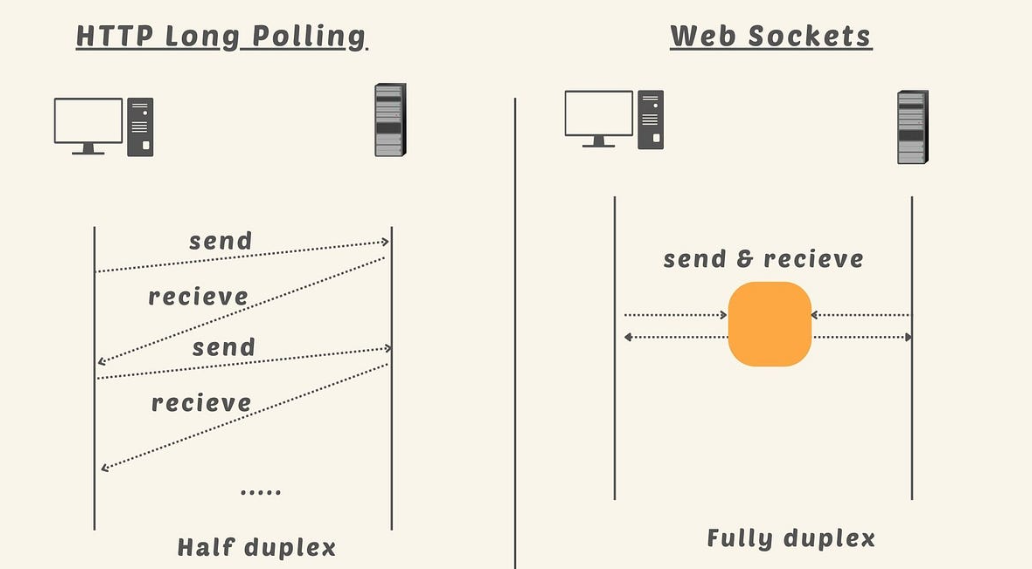 HTTP Long Polling
send
recieve
send
recieve
.....
Half duplex
Web Sockets
send & recieve
Fully duplex